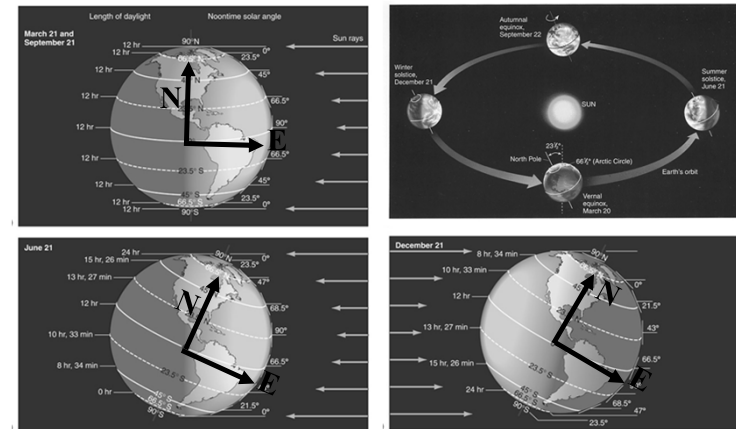 Length of daylight
Noontime solar angle
March 21 and
September 21
Sun rays
12 hr
12 hr
12 hr
12 hr
12 hr
12 hr
12 hr
12 hr
12 hr
90°N
0°
23.5°
45°
66.5°
90°
66.5°
45°
23.5°
0°
N
E
23.5° S
45° S
66.5° S
90°S
Autumnal
equinox,
September 22
Winter
solstice,
December 21
Summer
solstice,
June 21
SUN
North Pole
23½°
66½° (Arctic Circle)
Earth's orbit
Vernal
equinox,
March 20
June 21
24 hr
15 hr, 26 min
13 hr, 27 min
12 hr
10 hr, 33 min
8 hr, 34 min
0 hr
90°N
23.5°
47°
68.5°
90°
66.5°
21.5°
0°
N
E
23.5° S
45° S
66.5° S
90°S
December 21
8 hr, 34 min
10 hr, 33 min
12 hr
13 hr, 27 min
15 hr, 26 min
24 hr
90°N
0°
21.5°
43°
66.5°
68.5°
47°
23.5°
N
E
23.5° S
45° S
66.5° S
90°S